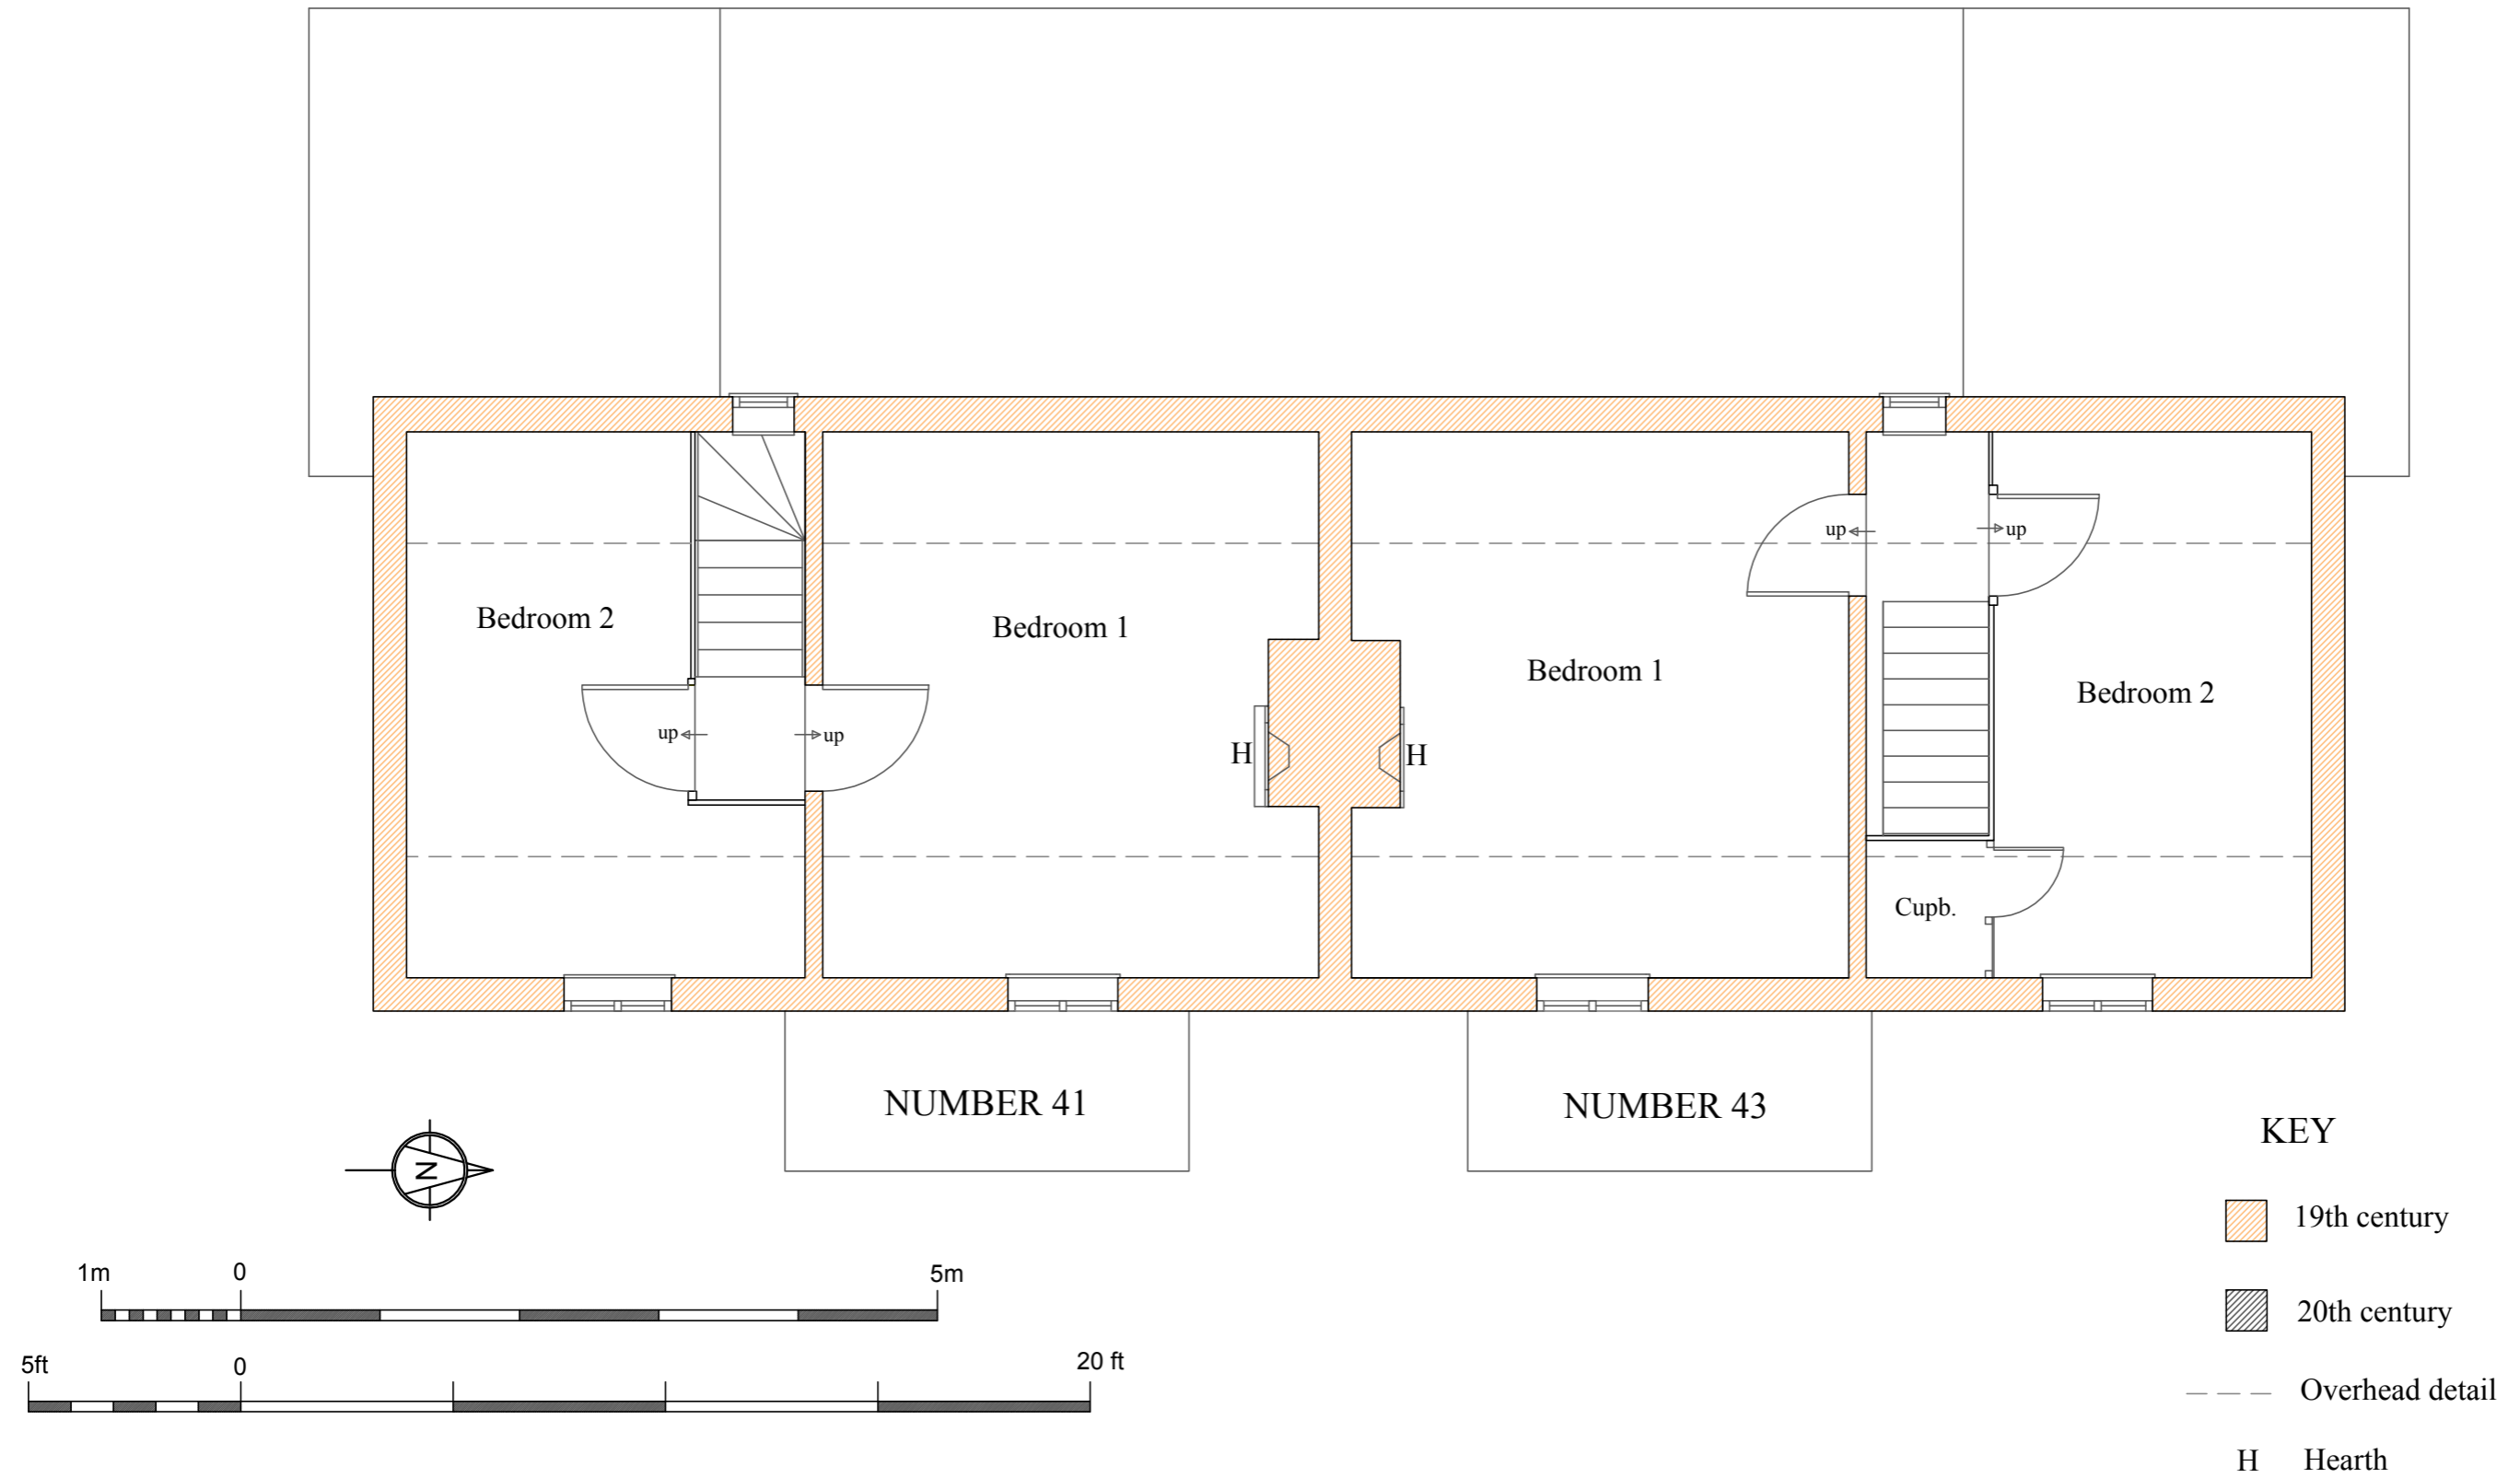 up
up
Bedroom 2
Bedroom 1
Bedroom 1
Bedroom 2
up
up
H
H
Cupb.
NUMBER 41
NUMBER 43
KEY
N
19th century
1m
0
5m
20th century
5ft
0
20 ft
Overhead detail
H
Hearth